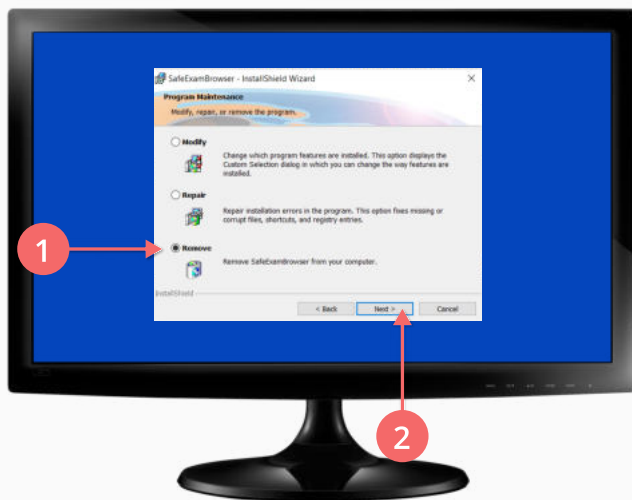 SafeExamBrowser - InstallShield Wizard
Program Maintenance
Modify, repair, or remove the program.
Modify
Change which program features are installed. This option displays the
Custom Selection dialog in which you can change the way features are
installed.
Repair
Repair installation errors in the program. This option fixes missing or
corrupt files, shortcuts, and registry entries.
1
Remove
Remove SafeExamBrowser from your computer.
InstallShield
< Back
Next >
Cancel
2